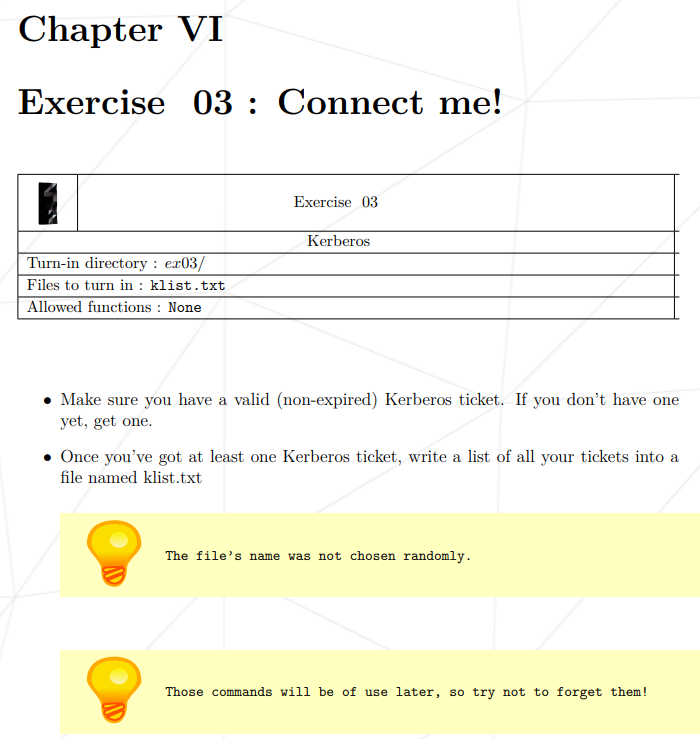 Chapter VI
Exercise 03 : Connect me!
Exercise 03
Kerberos
Turn-in directory : ex03/
Files to turn in : klist.txt
Allowed functions : None
• Make sure you have a valid (non-expired) Kerberos ticket. If you don't have one
yet, get one.
• Once you've got at least one Kerberos ticket, write a list of all your tickets into a
file named klist.txt
The file's name was not chosen randomly.
Those commands will be of use later, so try not to forget them!